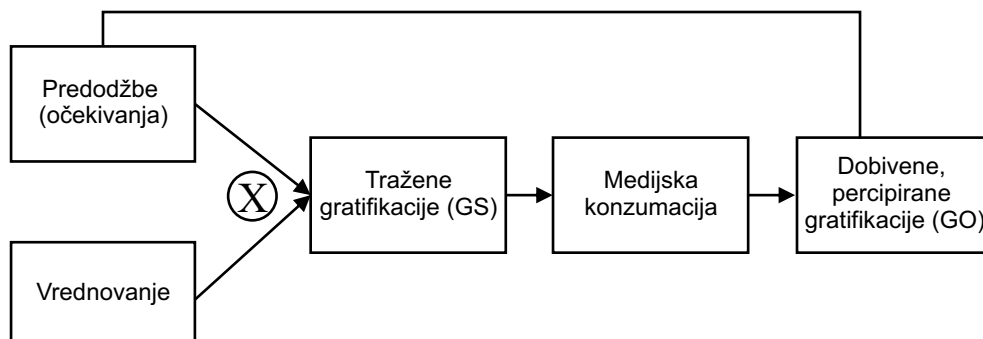 Predodžbe
(očekivanja)
X
Tražene
gratifikacije (GS)
Medijska
konzumacija
Dobivene,
percipirane
gratifikacije (GO)
Vrednovanje